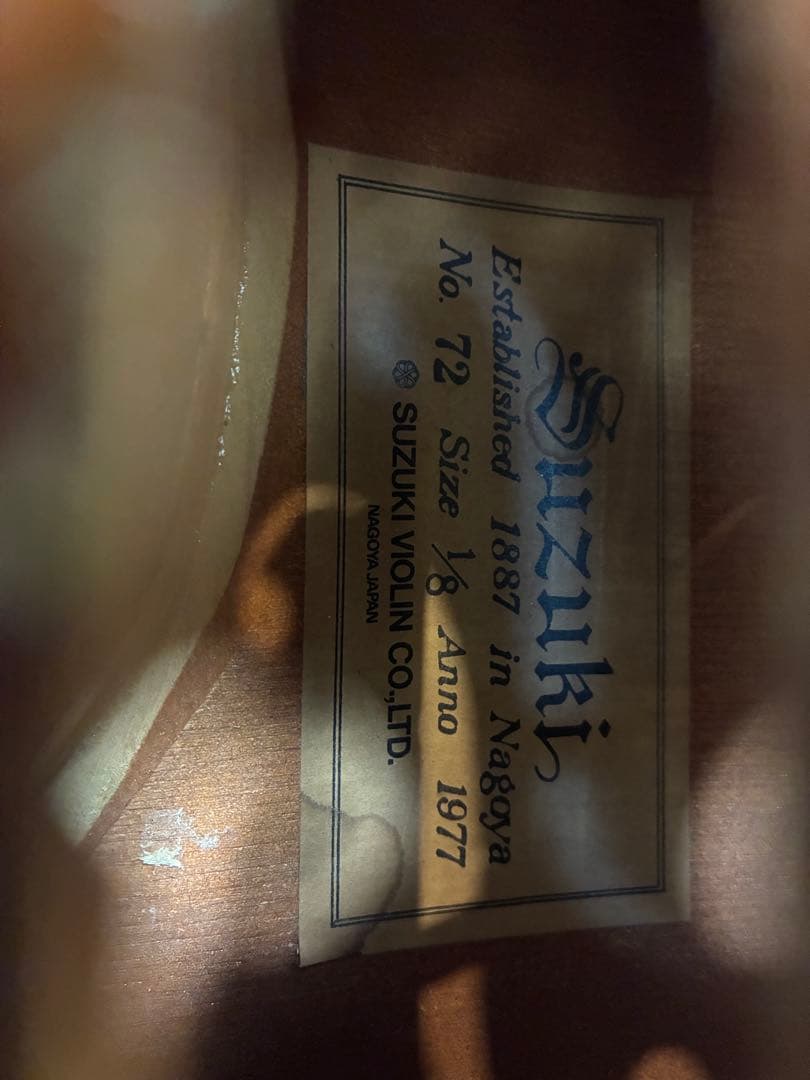 Suzuki
Established 1887 in Nagoya
No. 72 Size 1/8 Anno 1977
SUZUKI VIOLIN CO.,LTD.
NAGOYA JAPAN